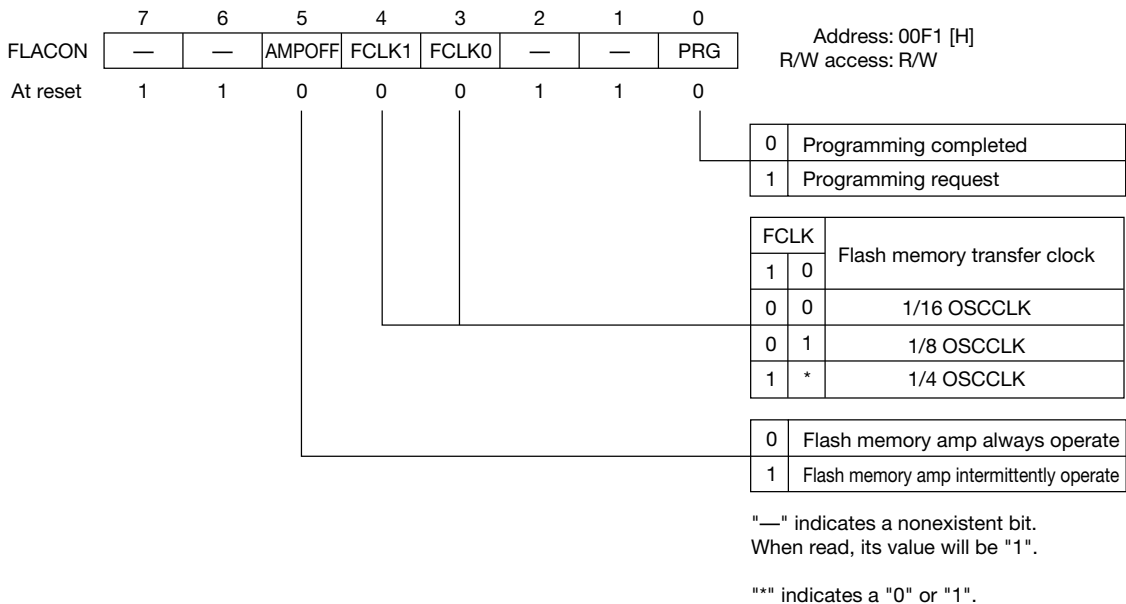 7 6 5 4 3 2 1 0
FLACON — — AMPOFF FCLK1 FCLK0 — — PRG
At reset 1 1 0 0 0 1 1 0
Address: 00F1 [H]
R/W access: R/W
0 Programming completed
1 Programming request
FCLK Flash memory transfer clock
1 0
0 0 1/16 OSCCLK
0 1 1/8 OSCCLK
1 * 1/4 OSCCLK
0 Flash memory amp always operate
1 Flash memory amp intermittently operate
"—" indicates a nonexistent bit.
When read, its value will be "1".
"*" indicates a "0" or "1".